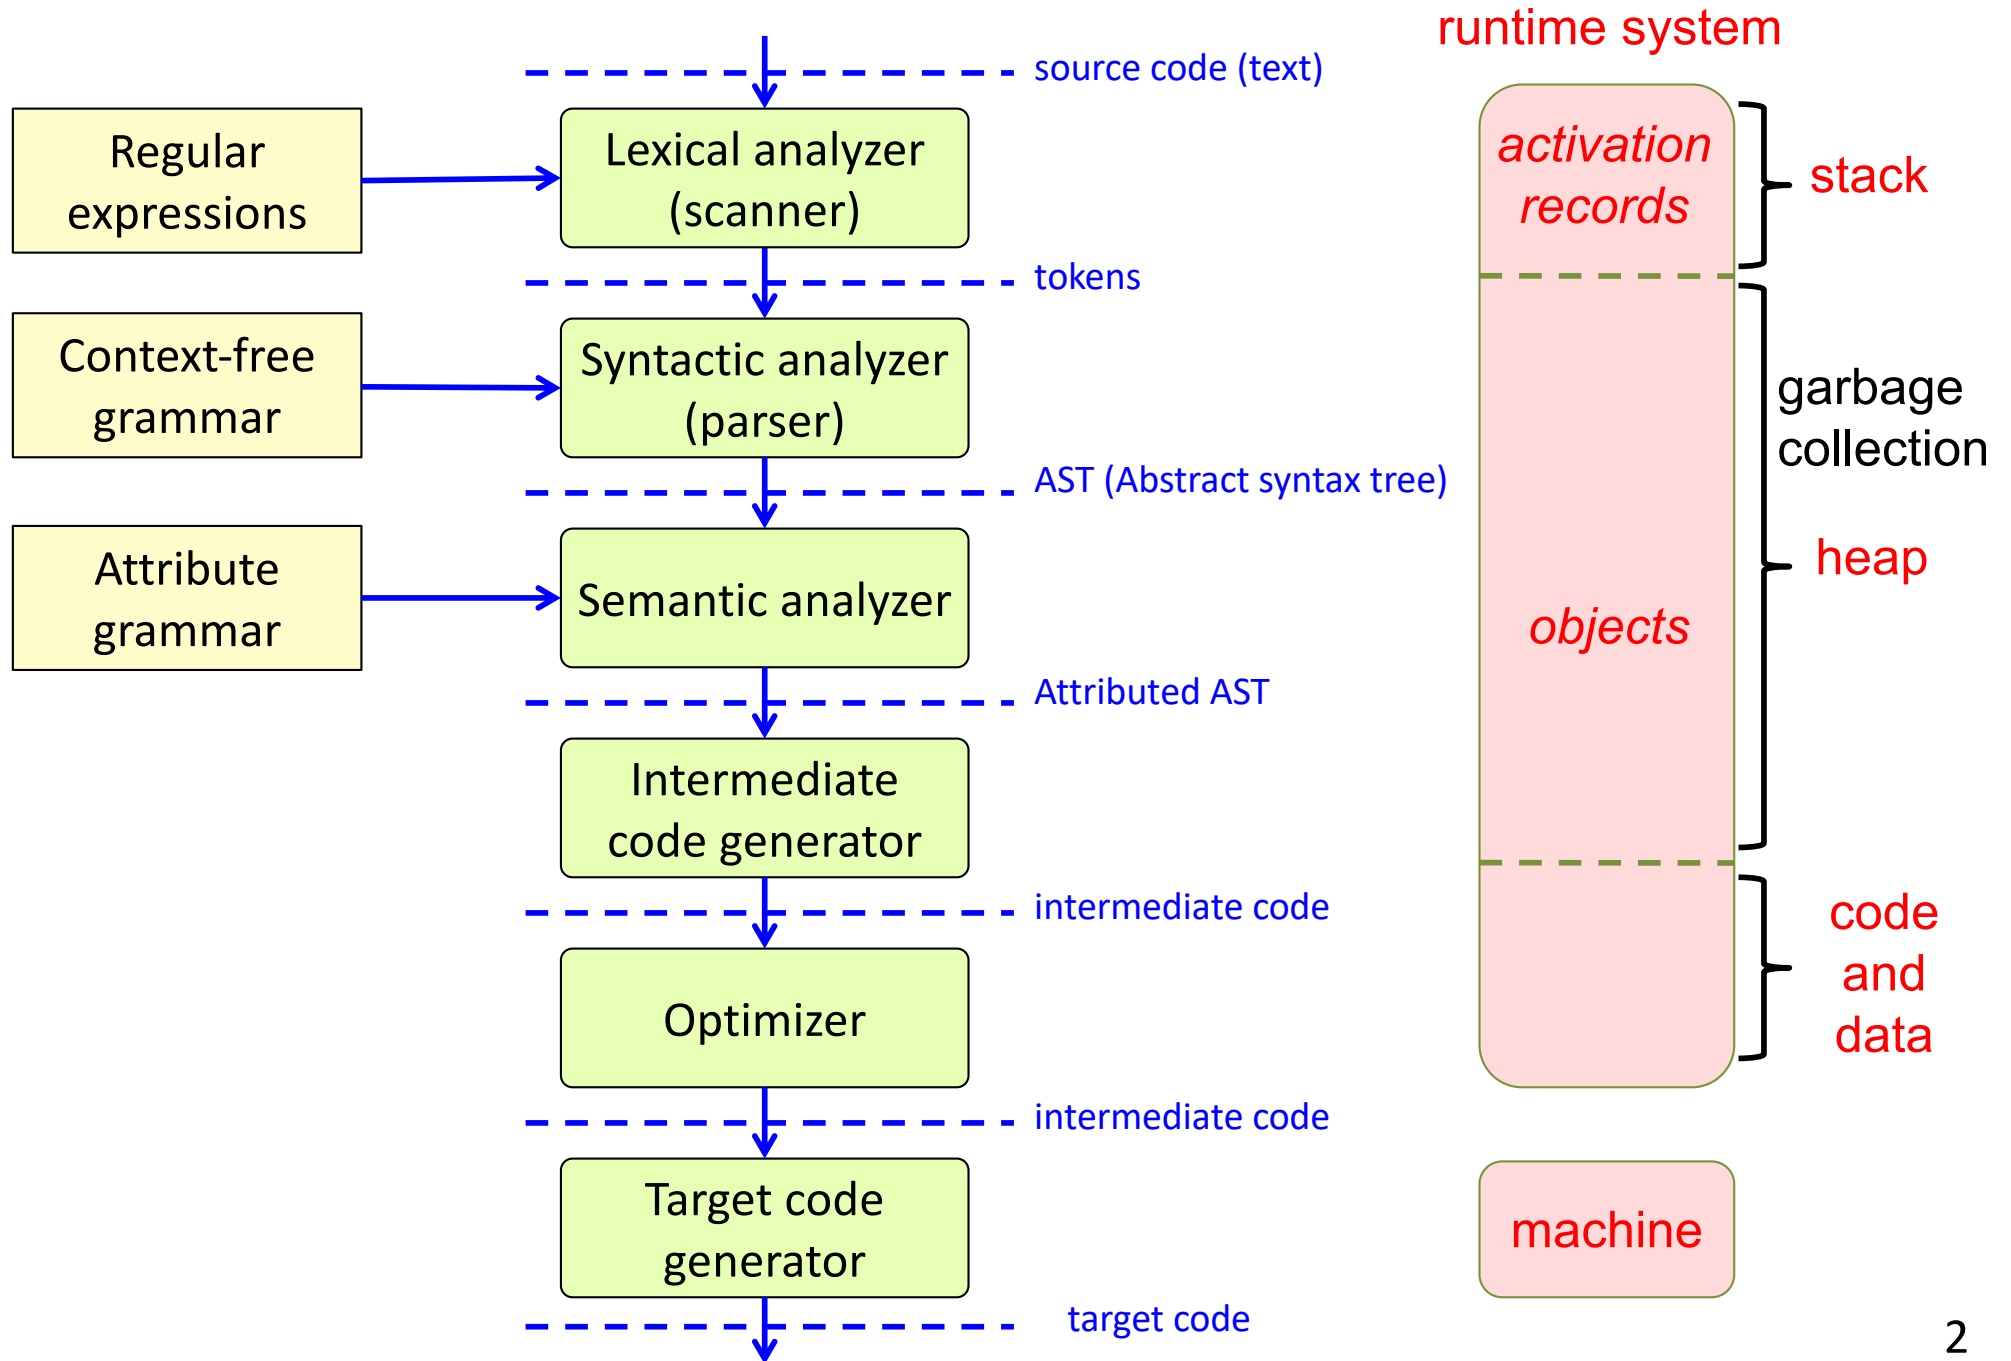 runtime system
source code (text)
Regular
expressions
Lexical analyzer
(scanner)
activation
records
stack
tokens
Context-free
grammar
Syntactic analyzer
(parser)
garbage
collection
AST (Abstract syntax tree)
heap
Attribute
grammar
Semantic analyzer
objects
Attributed AST
Intermediate
code generator
intermediate code
code
and
data
Optimizer
intermediate code
Target code
generator
machine
target code
2